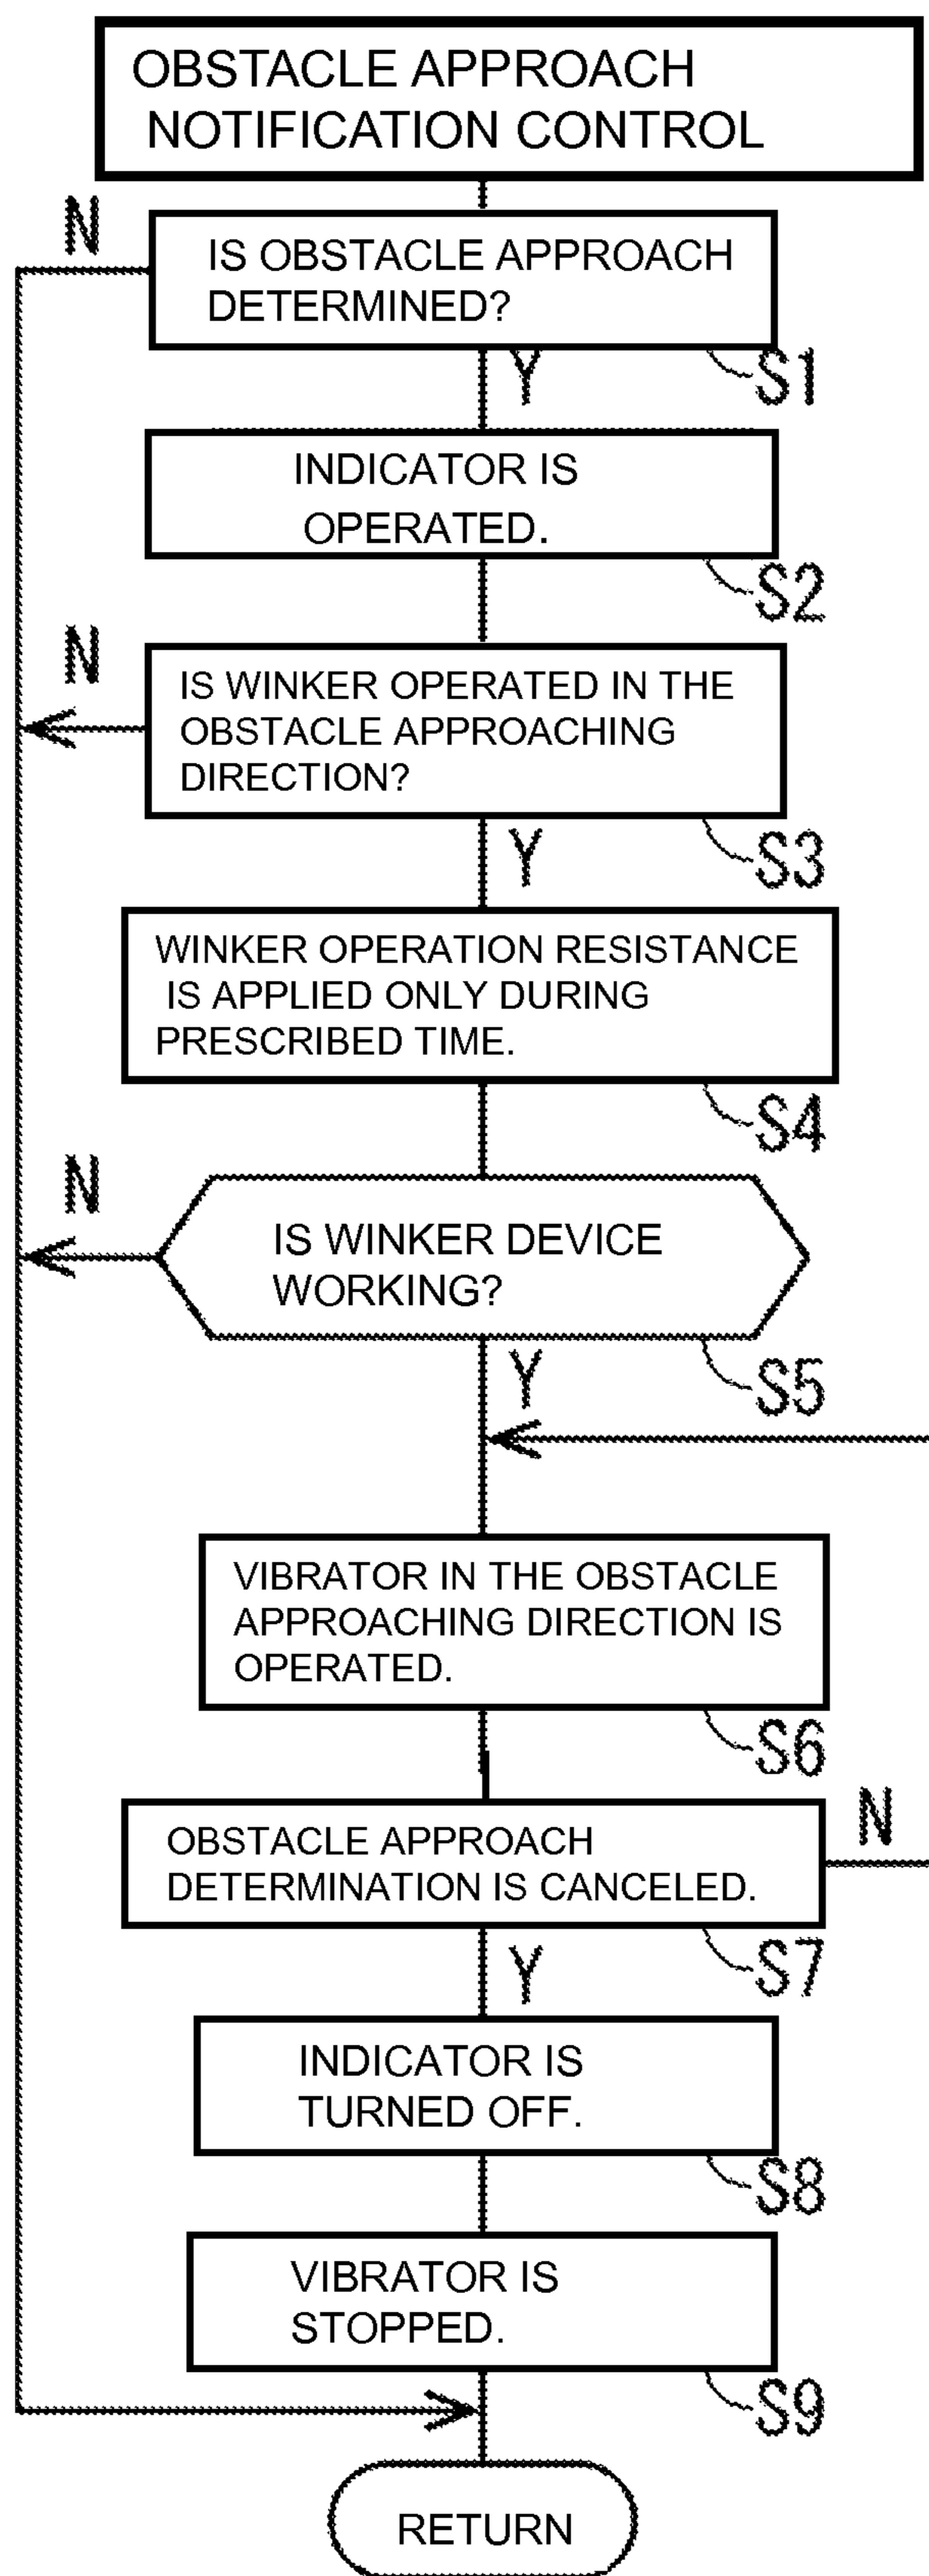 OBSTACLE APPROACH
NOTIFICATION CONTROL
N
IS OBSTACLE APPROACH
DETERMINED?
Y
S1
INDICATOR IS
OPERATED.
S2
N
IS WINKER OPERATED IN THE
OBSTACLE APPROACHING
DIRECTION?
Y
S3
WINKER OPERATION RESISTANCE
IS APPLIED ONLY DURING
PRESCRIBED TIME.
S4
N
IS WINKER DEVICE
WORKING?
Y
S5
VIBRATOR IN THE OBSTACLE
APPROACHING DIRECTION IS
OPERATED.
S6
OBSTACLE APPROACH
DETERMINATION IS CANCELED.
N
Y
S7
INDICATOR IS
TURNED OFF.
S8
VIBRATOR IS
STOPPED.
S9
RETURN